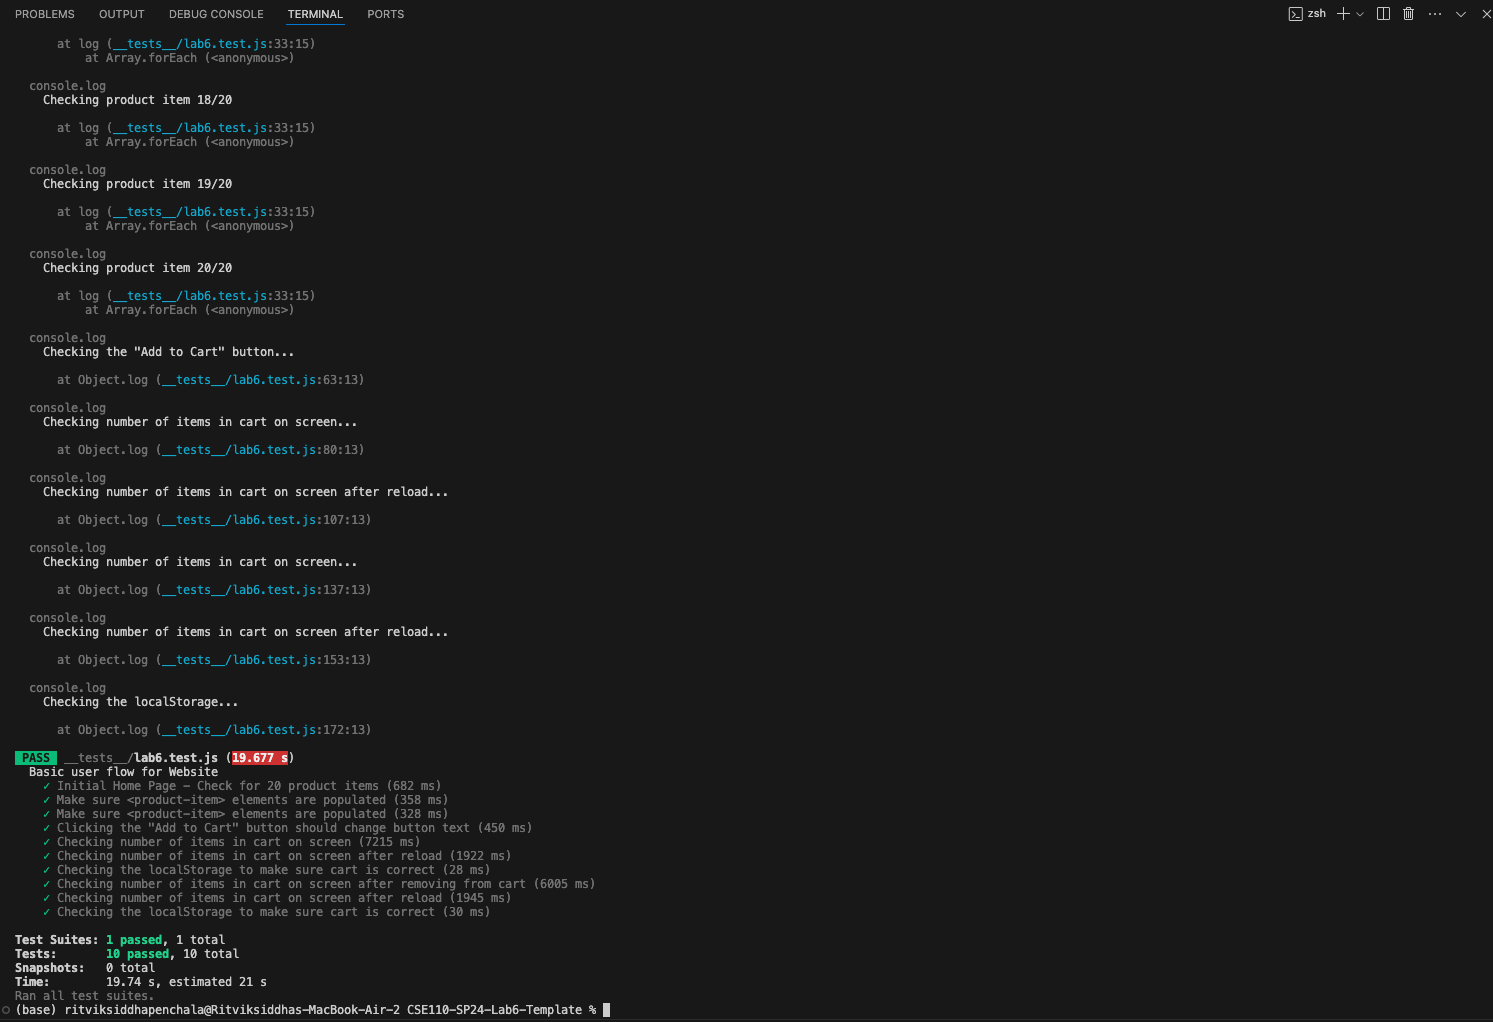 PROBLEMS OUTPUT DEBUG CONSOLE TERMINAL PORTS zsh
at log (__tests__/lab6.test.js:33:15)
at Array.forEach (<anonymous>)
console.log
Checking product item 18/20
at log (__tests__/lab6.test.js:33:15)
at Array.forEach (<anonymous>)
console.log
Checking product item 19/20
at log (__tests__/lab6.test.js:33:15)
at Array.forEach (<anonymous>)
console.log
Checking product item 20/20
at log (__tests__/lab6.test.js:33:15)
at Array.forEach (<anonymous>)
console.log
Checking the "Add to Cart" button...
at Object.log (__tests__/lab6.test.js:63:13)
console.log
Checking number of items in cart on screen...
at Object.log (__tests__/lab6.test.js:80:13)
console.log
Checking number of items in cart on screen after reload...
at Object.log (__tests__/lab6.test.js:107:13)
console.log
Checking number of items in cart on screen...
at Object.log (__tests__/lab6.test.js:137:13)
console.log
Checking number of items in cart on screen after reload...
at Object.log (__tests__/lab6.test.js:153:13)
console.log
Checking the localStorage...
at Object.log (__tests__/lab6.test.js:172:13)
PASS __tests__/lab6.test.js (19.677 s)
Basic user flow for Website
✓ Initial Home Page - Check for 20 product items (682 ms)
✓ Make sure <product-item> elements are populated (358 ms)
✓ Make sure <product-item> elements are populated (328 ms)
✓ Clicking the "Add to Cart" button should change button text (450 ms)
✓ Checking number of items in cart on screen (7215 ms)
✓ Checking number of items in cart on screen after reload (1922 ms)
✓ Checking the localStorage to make sure cart is correct (28 ms)
✓ Checking number of items in cart on screen after removing from cart (6005 ms)
✓ Checking number of items in cart on screen after reload (1945 ms)
✓ Checking the localStorage to make sure cart is correct (30 ms)
Test Suites: 1 passed, 1 total
Tests: 10 passed, 10 total
Snapshots: 0 total
Time: 19.74 s, estimated 21 s
Ran all test suites.
(base) ritviksiddhapenchala@Ritviksiddhas-MacBook-Air-2 CSE110-SP24-Lab6-Template %